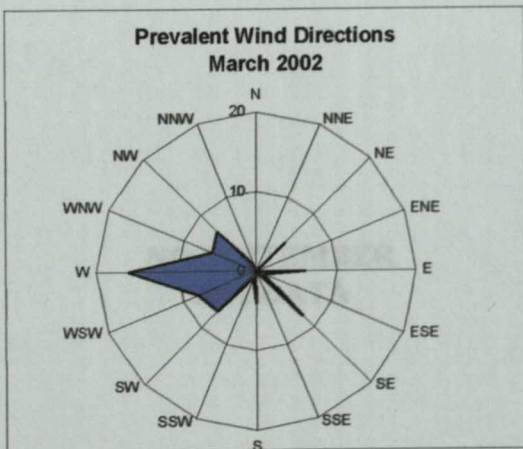 Prevalent Wind Directions
March 2002
N
NNW
20
NNE
NW
NE
10
WNW
ENE
W
0
E
WSW
ESE
SW
SE
SSW
SSE
S